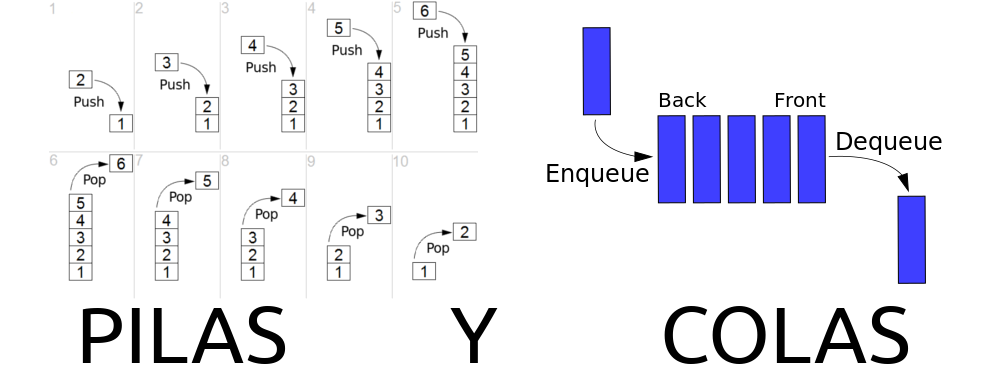 1 2 3 4 5
2 Push 1
3 Push 2 1
4 Push 3 2 1
5 Push 4 3 2 1
6 Push 5 4 3 2 1
6 7 8 9 10
6 Pop 5 4 3 2 1
5 Pop 4 3 2 1
4 Pop 3 2 1
3 Pop 2 1
2 Pop 1
Back Front
Enqueue
Dequeue
PILAS Y COLAS